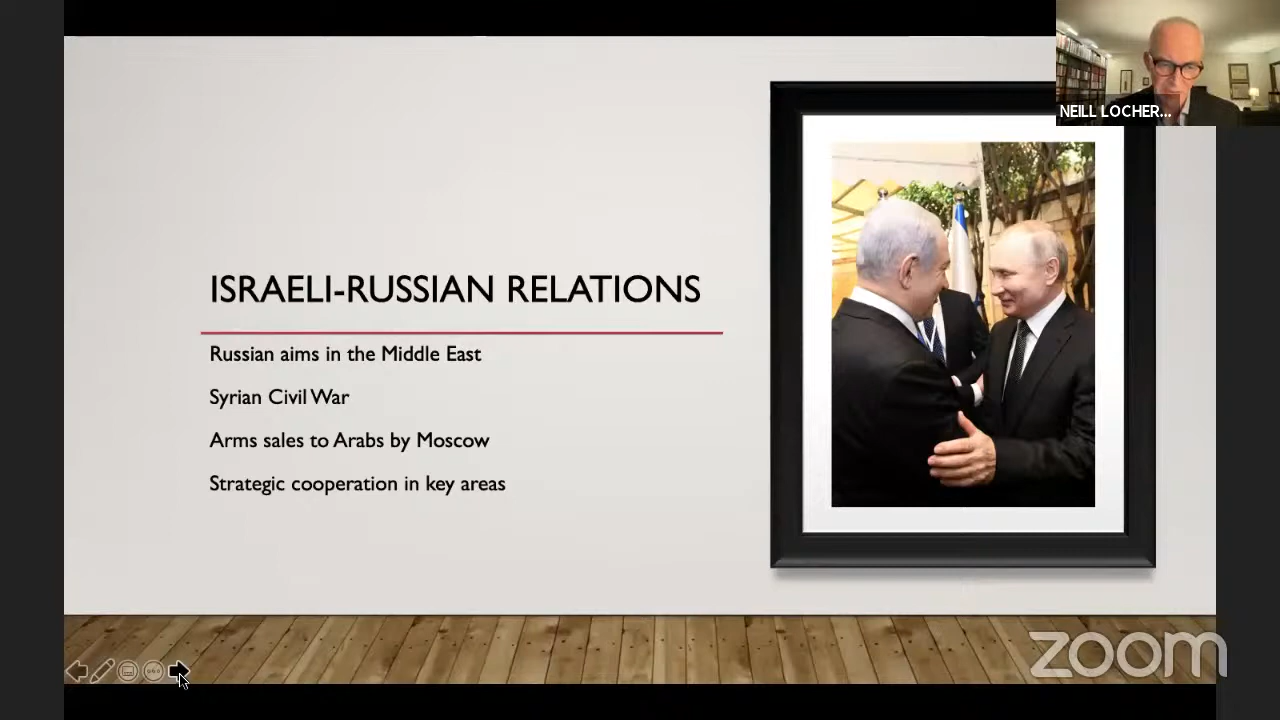 NEILL LOCHER...
ISRAELI-RUSSIAN RELATIONS
Russian aims in the Middle East
Syrian Civil War
Arms sales to Arabs by Moscow
Strategic cooperation in key areas
zoom